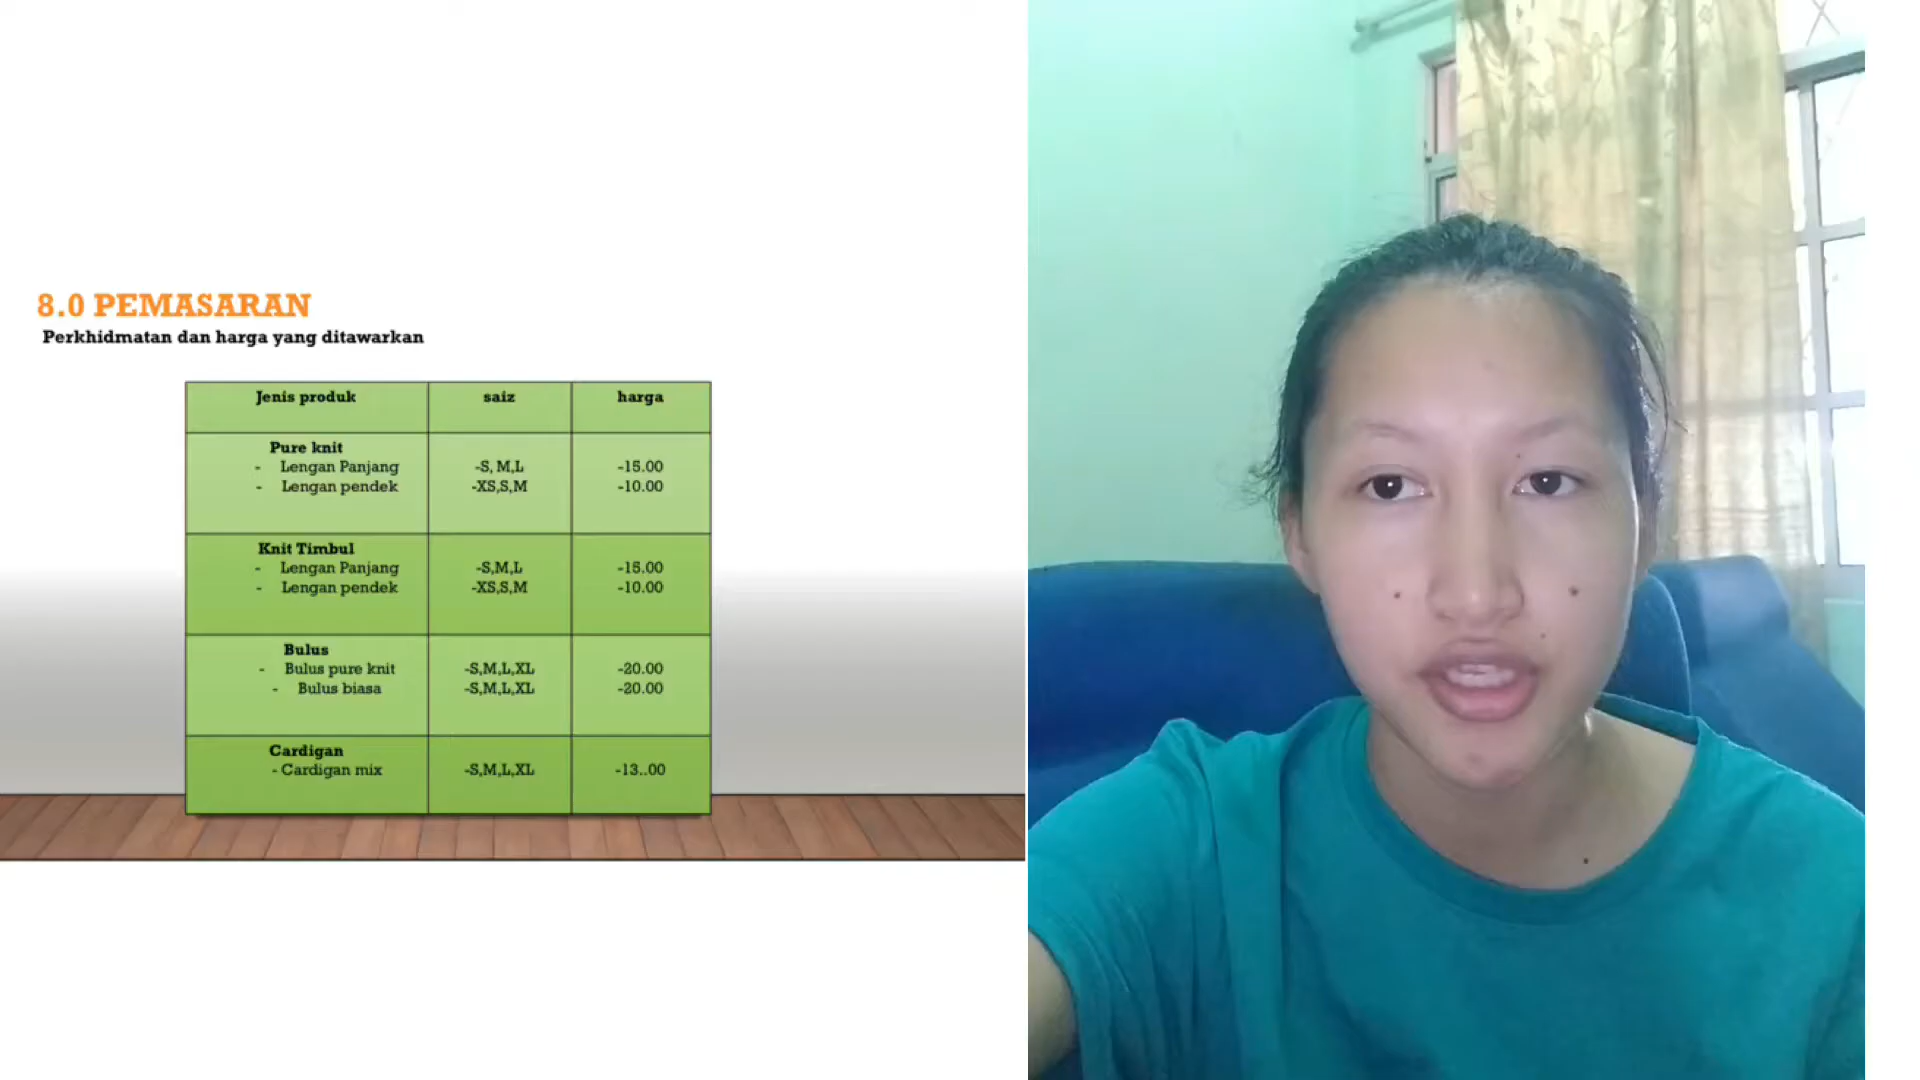 8.0 PEMASARAN
Perkhidmatan dan harga yang ditawarkan
Jenis produk saiz harga
Pure knit
- Lengan Panjang -S, M,L -15.00
- Lengan pendek -XS,S,M -10.00
Knit Timbul
- Lengan Panjang -S,M,L -15.00
- Lengan pendek -XS,S,M -10.00
Bulus
- Bulus pure knit -S,M,L,XL -20.00
- Bulus biasa -S,M,L,XL -20.00
Cardigan
- Cardigan mix -S,M,L,XL -13..00